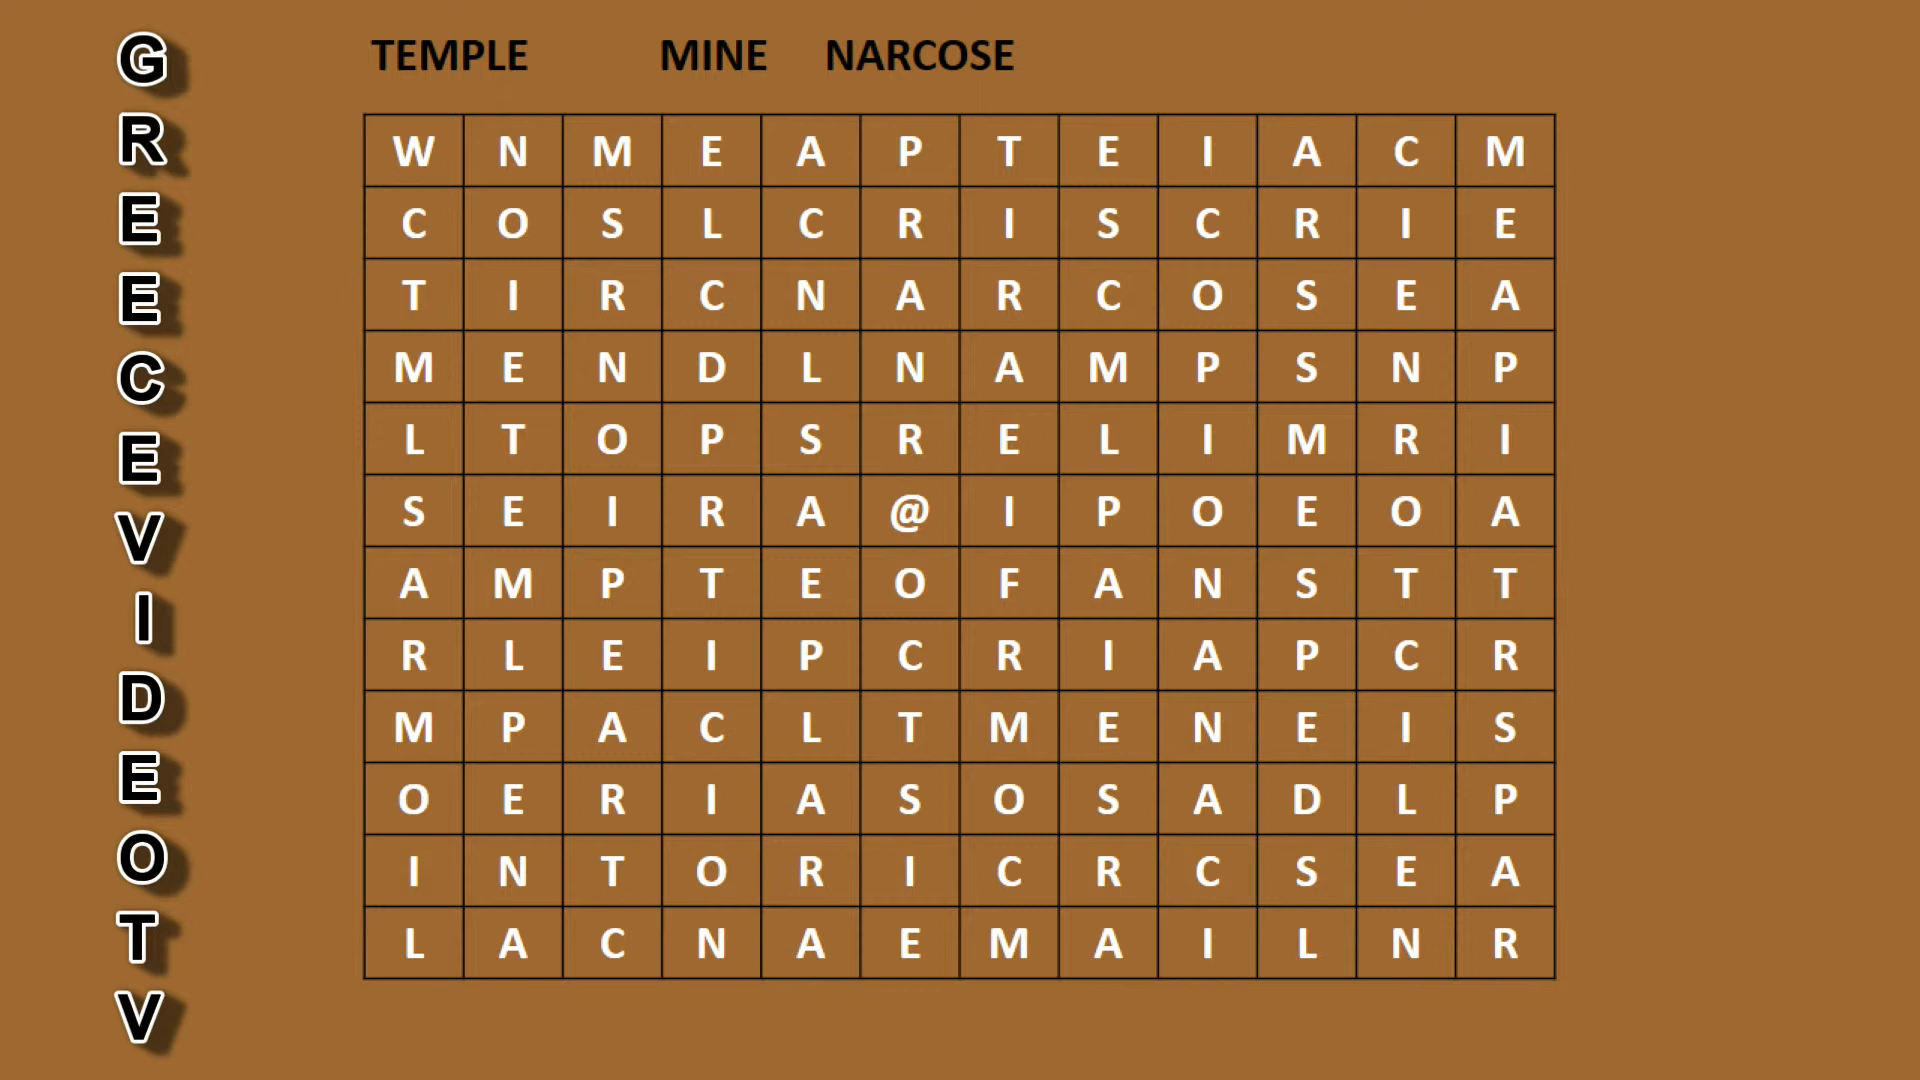 GREECEVIDEOTV
TEMPLE MINE NARCOSE
W N M E A P T E I A C M
C O S L C R I S C R I E
T I R C N A R C O S E A
M E N D L N A M P S N P
L T O P S R E L I M R I
S E I R A @ I P O E O A
A M P T E O F A N S T T
R L E I P C R I A P C R
M P A C L T M E N E I S
O E R I A S O S A D L P
I N T O R I C R C S E A
L A C N A E M A I L N R